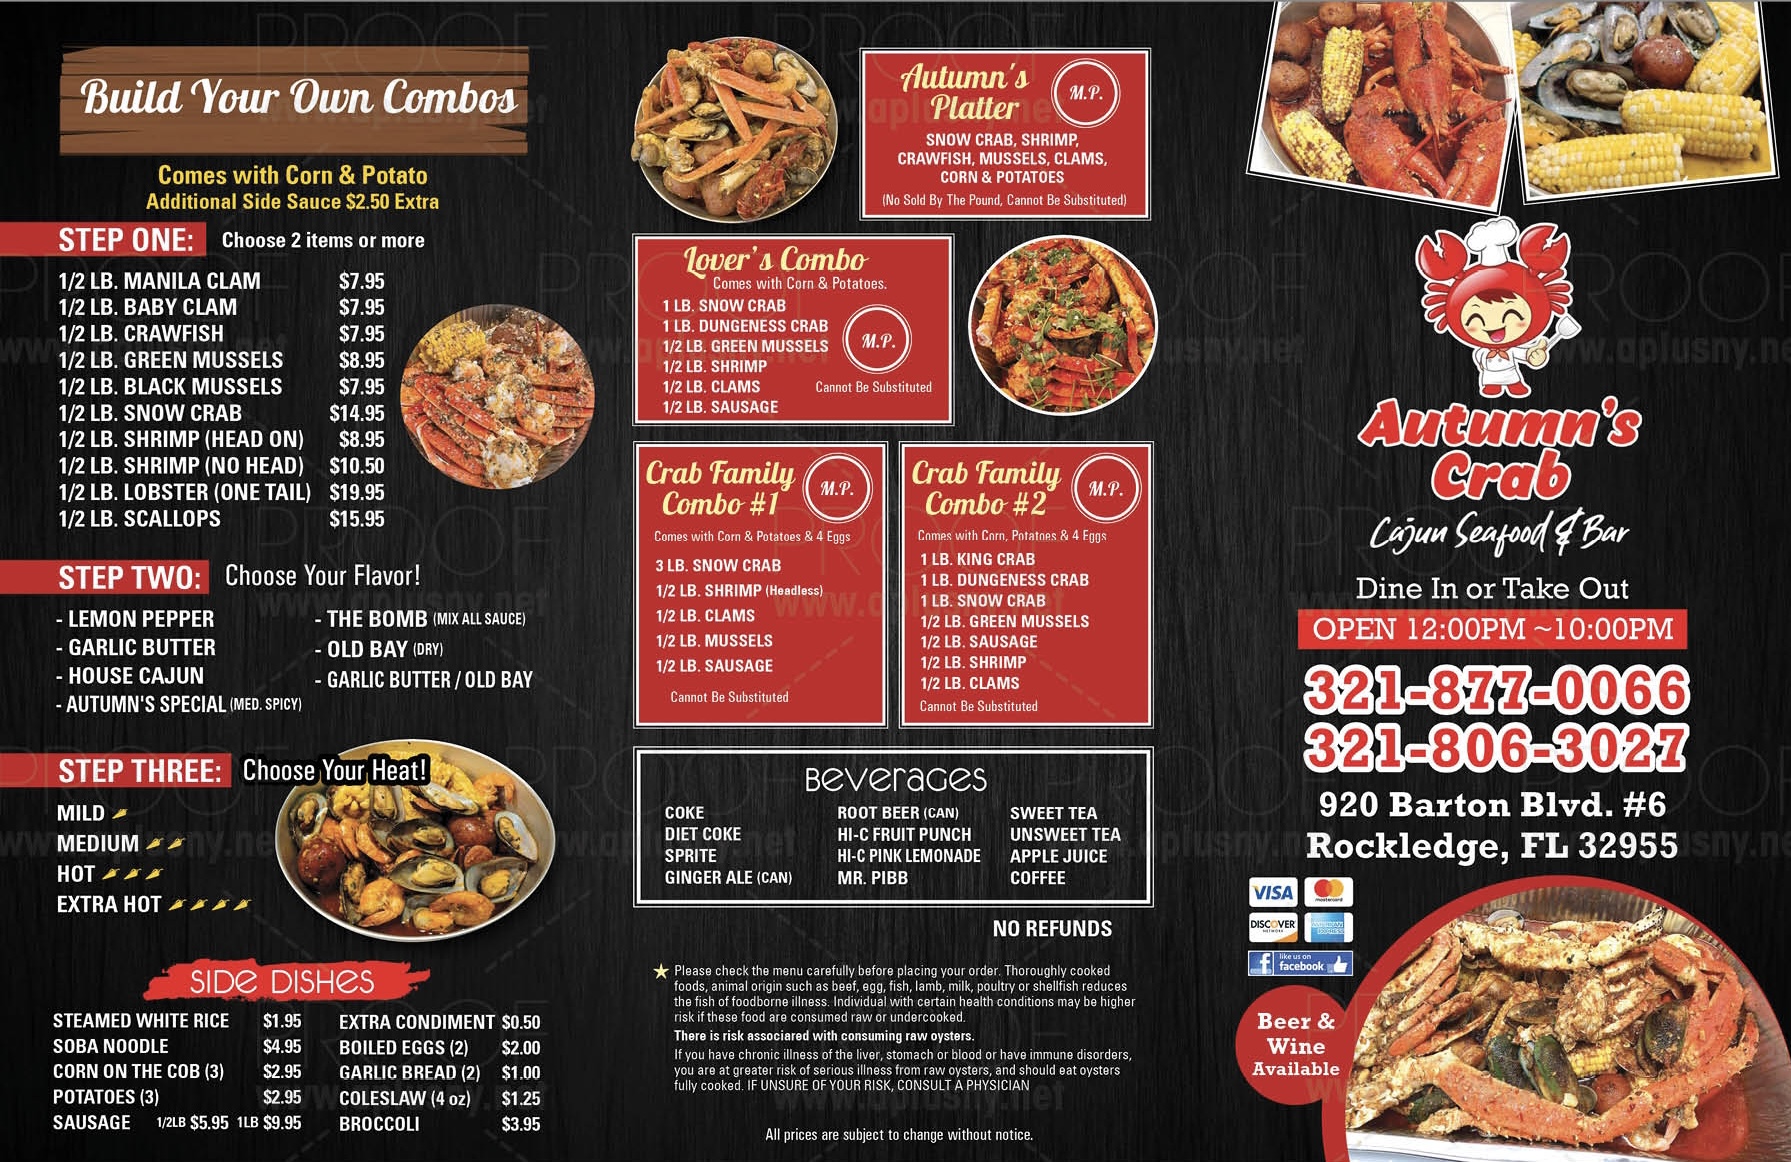 Build Your Own Combos
Comes with Corn & Potato
Additional Side Sauce $2.50 Extra
STEP ONE: Choose 2 items or more
1/2 LB. MANILA CLAM $7.95
1/2 LB. BABY CLAM $7.95
1/2 LB. CRAWFISH $7.95
1/2 LB. GREEN MUSSELS $8.95
1/2 LB. BLACK MUSSELS $7.95
1/2 LB. SNOW CRAB $14.95
1/2 LB. SHRIMP (HEAD ON) $8.95
1/2 LB. SHRIMP (NO HEAD) $10.50
1/2 LB. LOBSTER (ONE TAIL) $19.95
1/2 LB. SCALLOPS $15.95
STEP TWO: Choose Your Flavor!
- LEMON PEPPER
- GARLIC BUTTER
- HOUSE CAJUN
- AUTUMN'S SPECIAL (MED. SPICY)
- THE BOMB (MIX ALL SAUCE)
- OLD BAY (DRY)
- GARLIC BUTTER / OLD BAY
STEP THREE: Choose Your Heat!
MILD
MEDIUM
HOT
EXTRA HOT
SIDE DISHES
STEAMED WHITE RICE $1.95
SOBA NOODLE $4.95
CORN ON THE COB (3) $2.95
POTATOES (3) $2.95
SAUSAGE 1/2LB $5.95 1LB $9.95
EXTRA CONDIMENT $0.50
BOILED EGGS (2) $2.00
GARLIC BREAD (2) $1.00
COLESLAW (4 oz) $1.25
BROCCOLI $3.95
Autumn's
Platter
M.P.
SNOW CRAB, SHRIMP,
CRAWFISH, MUSSELS, CLAMS,
CORN & POTATOES
(No Sold By The Pound, Cannot Be Substituted)
Lover's Combo
Comes with Corn & Potatoes.
1 LB. SNOW CRAB
1 LB. DUNGENESS CRAB
1/2 LB. GREEN MUSSELS
1/2 LB. SHRIMP
1/2 LB. CLAMS
1/2 LB. SAUSAGE
M.P.
Cannot Be Substituted
Crab Family
Combo #1
M.P.
Comes with Corn & Potatoes & 4 Eggs
3 LB. SNOW CRAB
1/2 LB. SHRIMP (Headless)
1/2 LB. CLAMS
1/2 LB. MUSSELS
1/2 LB. SAUSAGE
Cannot Be Substituted
Crab Family
Combo #2
M.P.
Comes with Corn, Potatoes & 4 Eggs
1 LB. KING CRAB
1 LB. DUNGENESS CRAB
1 LB. SNOW CRAB
1/2 LB. GREEN MUSSELS
1/2 LB. SAUSAGE
1/2 LB. SHRIMP
1/2 LB. CLAMS
Cannot Be Substituted
Beverages
COKE
DIET COKE
SPRITE
GINGER ALE (CAN)
ROOT BEER (CAN)
HI-C FRUIT PUNCH
HI-C PINK LEMONADE
MR. PIBB
SWEET TEA
UNSWEET TEA
APPLE JUICE
COFFEE
NO REFUNDS
Please check the menu carefully before placing your order. Thoroughly cooked
foods, animal origin such as beef, egg, fish, lamb, milk, poultry or shellfish reduces
the fish of foodborne illness. Individual with certain health conditions may be higher
risk if these food are consumed raw or undercooked.
There is risk associared with consuming raw oysters.
If you have chronic illness of the liver, stomach or blood or have immune disorders,
you are at greater risk of serious illness from raw oysters, and should eat oysters
fully cooked. IF UNSURE OF YOUR RISK, CONSULT A PHYSICIAN
All prices are subject to change without notice.
Autumn's
Crab
Cajun Seafood & Bar
Dine In or Take Out
OPEN 12:00PM ~10:00PM
321-877-0066
321-806-3027
920 Barton Blvd. #6
Rockledge, FL 32955
VISA
mastercard
DISCOVER
NETWORK
AMERICAN
EXPRESS
like us on
facebook
Beer &
Wine
Available
PROOF
www.aplusny.net